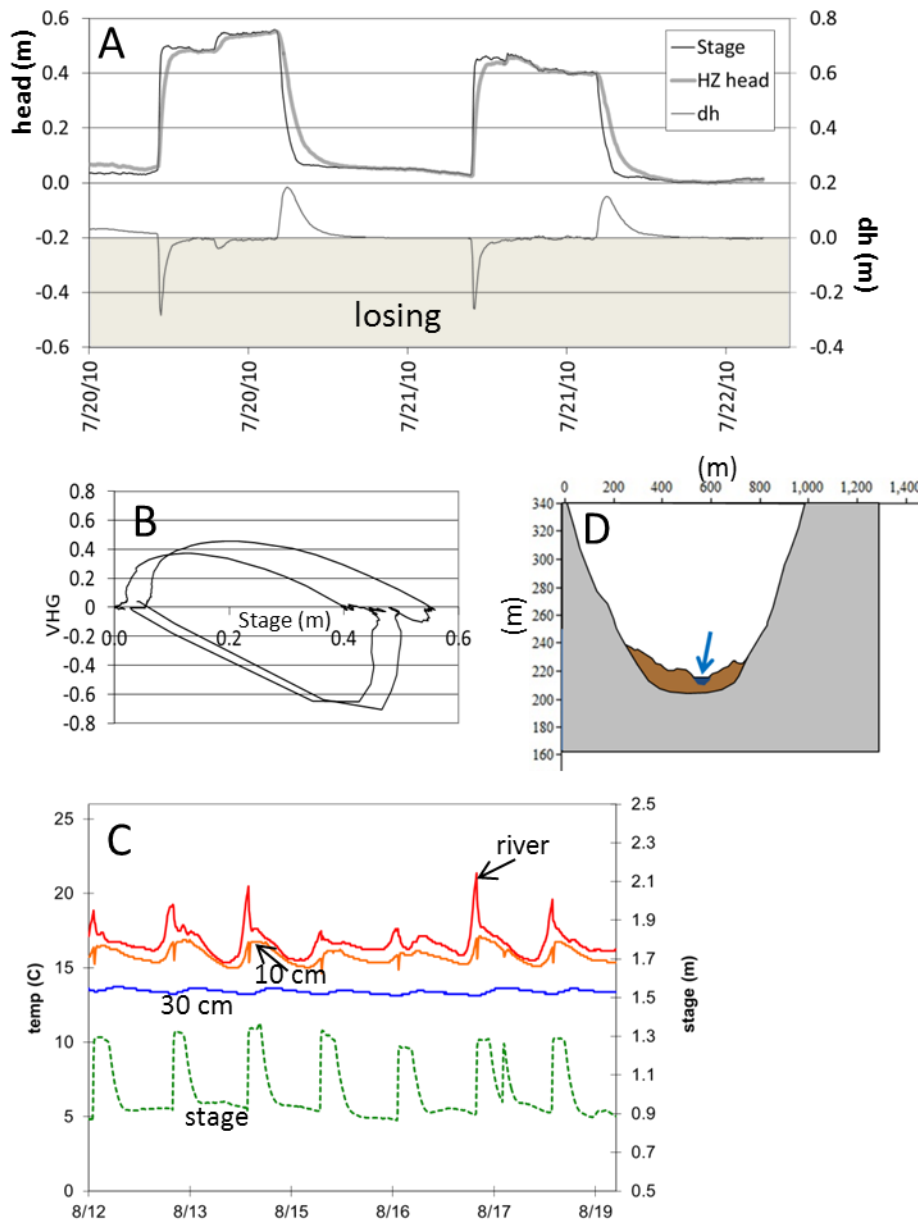 A
head (m)
0.6
0.4
0.2
0.0
-0.2
-0.4
-0.6
0.8
0.6
0.4
0.2
0.0
-0.2
-0.4
dh (m)
Stage
HZ head
dh
losing
7/20/10
7/20/10
7/21/10
7/21/10
7/22/10
B
VHG
0.8
0.6
0.4
0.2
0
-0.2
-0.4
-0.6
-0.8
0.0
0.2
0.4
0.6
Stage (m)
(m)
0 200 400 600 800 1,000 1,200 1,400
D
(m)
340
320
300
280
260
240
220
200
180
160
C
temp (C)
25
20
15
10
5
0
river
10 cm
30 cm
stage
stage (m)
2.5
2.3
2.1
1.9
1.7
1.5
1.3
1.1
0.9
0.7
0.5
8/12 8/13 8/15 8/16 8/17 8/19